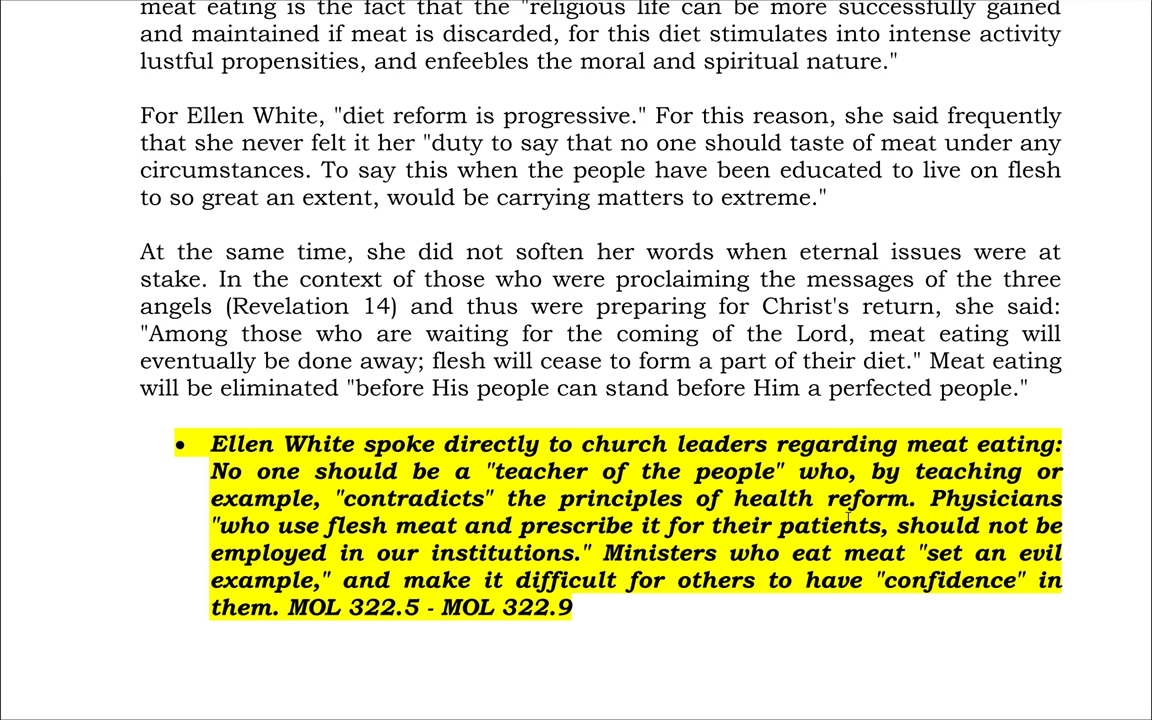 meat eating is the fact that the "religious life can be more successfully gained
and maintained if meat is discarded, for this diet stimulates into intense activity
lustful propensities, and enfeebles the moral and spiritual nature."
For Ellen White, "diet reform is progressive." For this reason, she said frequently
that she never felt it her "duty to say that no one should taste of meat under any
circumstances. To say this when the people have been educated to live on flesh
to so great an extent, would be carrying matters to extreme."
At the same time, she did not soften her words when eternal issues were at
stake. In the context of those who were proclaiming the messages of the three
angels (Revelation 14) and thus were preparing for Christ's return, she said:
"Among those who are waiting for the coming of the Lord, meat eating will
eventually be done away; flesh will cease to form a part of their diet." Meat eating
will be eliminated "before His people can stand before Him a perfected people."
• Ellen White spoke directly to church leaders regarding meat eating:
No one should be a "teacher of the people" who, by teaching or
example, "contradicts" the principles of health reform. Physicians
"who use flesh meat and prescribe it for their patients, should not be
employed in our institutions." Ministers who eat meat "set an evil
example," and make it difficult for others to have "confidence" in
them. MOL 322.5 - MOL 322.9